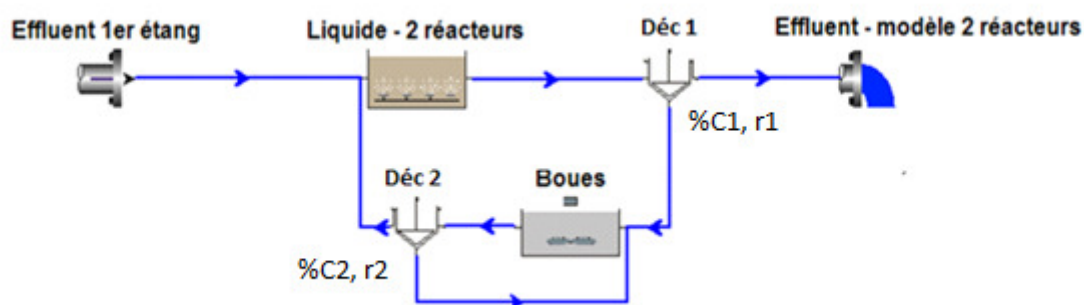 Effluent 1er étang
Liquide - 2 réacteurs
Déc 1
Effluent - modèle 2 réacteurs
%C1, r1
Déc 2
Boues
%C2, r2